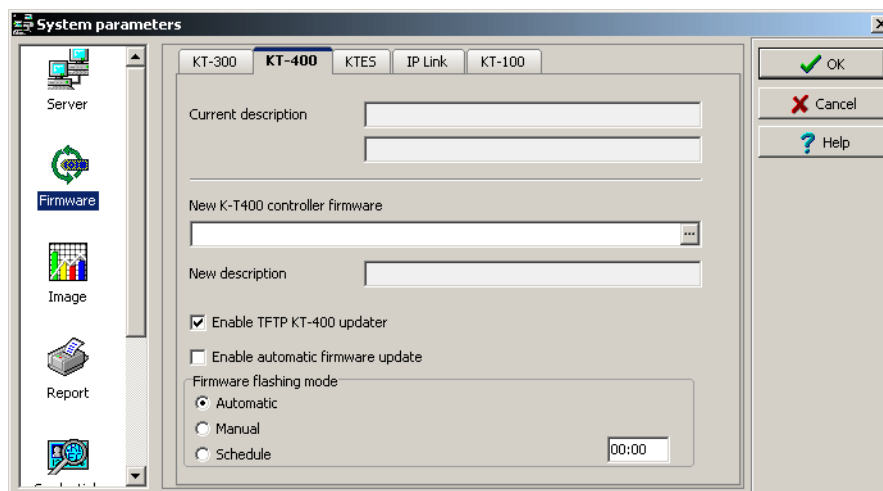 System parameters
Server
Firmware
Image
Report
KT-300
KT-400
KTES
IP Link
KT-100
Current description
New K-T400 controller firmware
...
New description
Enable TFTP KT-400 updater
Enable automatic firmware update
Firmware flashing mode
Automatic
Manual
Schedule
00:00
OK
Cancel
Help